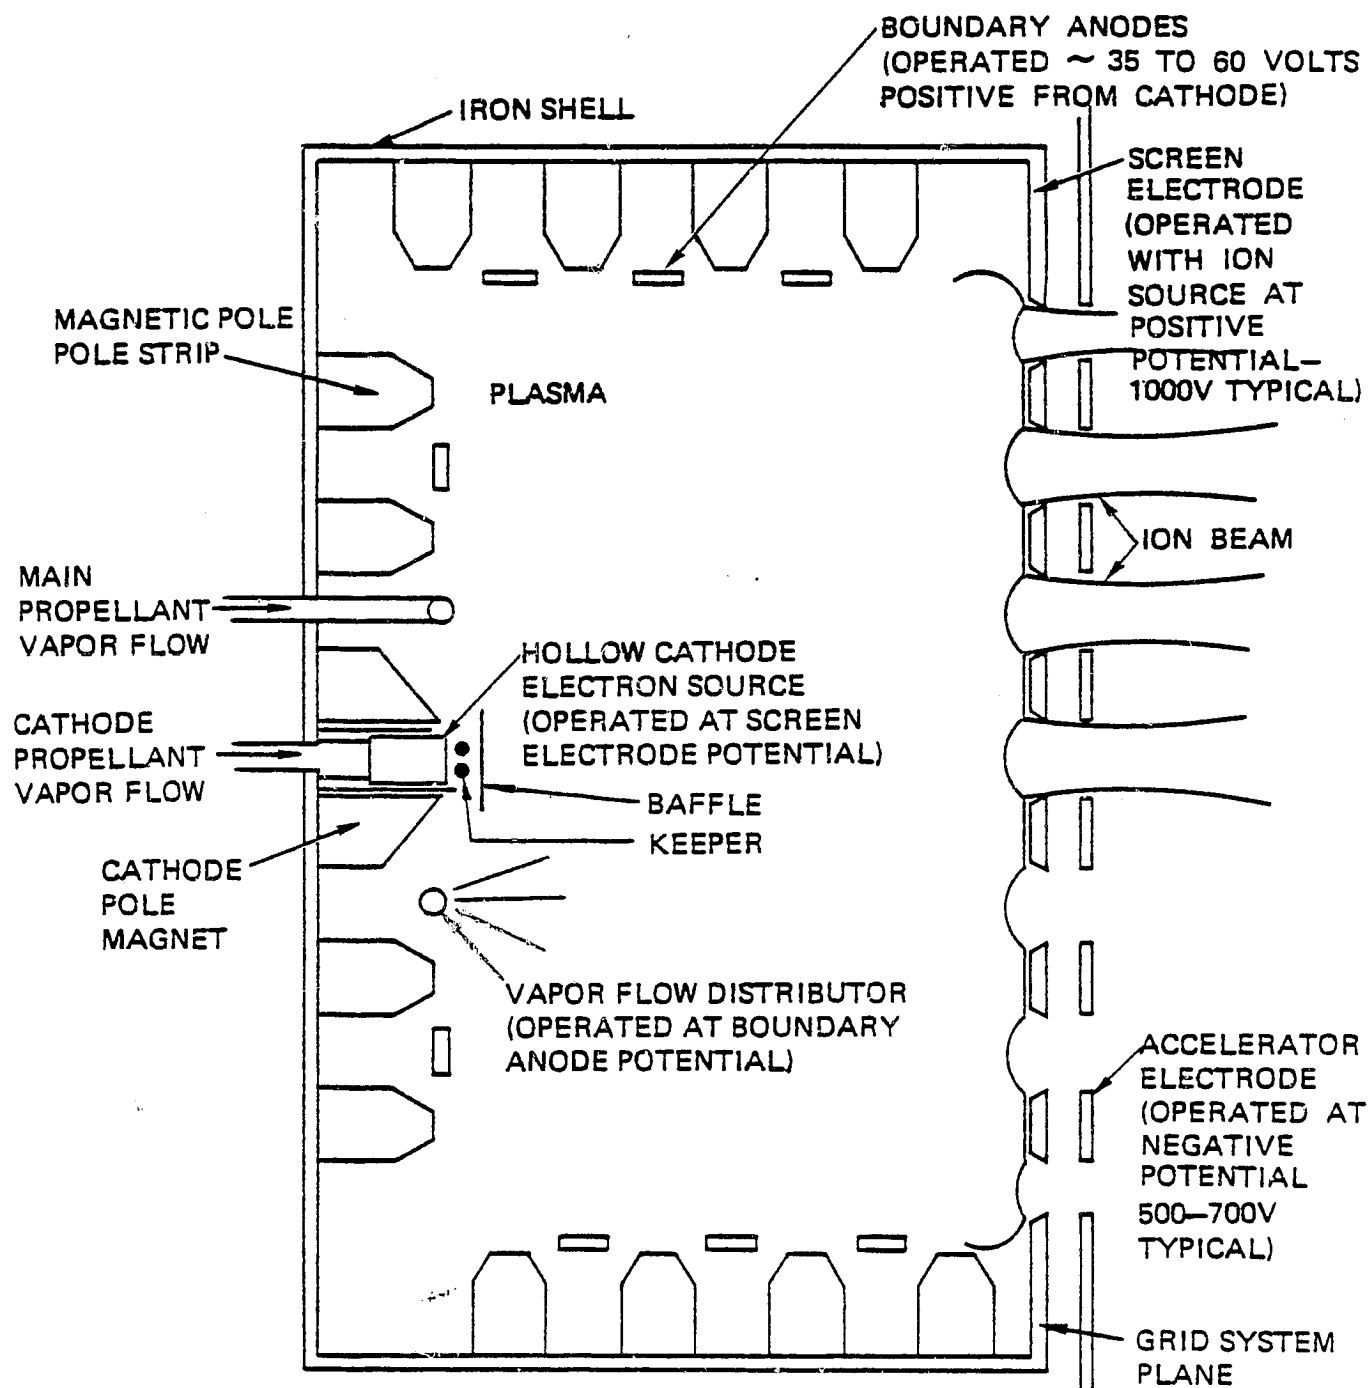 BOUNDARY ANODES
(OPERATED ~ 35 TO 60 VOLTS
POSITIVE FROM CATHODE)
IRON SHELL
SCREEN
ELECTRODE
(OPERATED
WITH ION
SOURCE AT
POSITIVE
POTENTIAL–
1000V TYPICAL)
MAGNETIC POLE
POLE STRIP
PLASMA
ION BEAM
MAIN
PROPELLANT
VAPOR FLOW
HOLLOW CATHODE
ELECTRON SOURCE
(OPERATED AT SCREEN
ELECTRODE POTENTIAL)
CATHODE
PROPELLANT
VAPOR FLOW
BAFFLE
KEEPER
CATHODE
POLE
MAGNET
VAPOR FLOW DISTRIBUTOR
(OPERATED AT BOUNDARY
ANODE POTENTIAL)
ACCELERATOR
ELECTRODE
(OPERATED AT
NEGATIVE
POTENTIAL
500–700V
TYPICAL)
GRID SYSTEM
PLANE